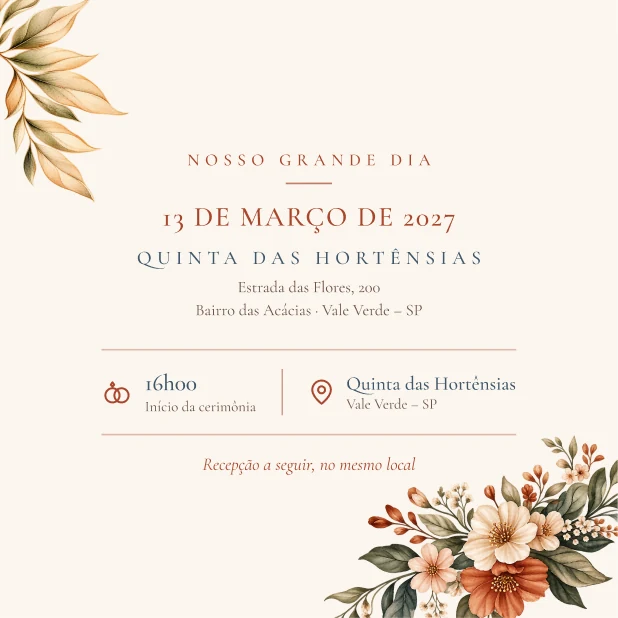 NOSSO GRANDE DIA
13 DE MARÇO DE 2027
QUINTA DAS HORTÊNSIAS
Estrada das Flores, 200
Bairro das Acácias · Vale Verde – SP
16h00
Início da cerimônia
Quinta das Hortênsias
Vale Verde – SP
Recepção a seguir, no mesmo local